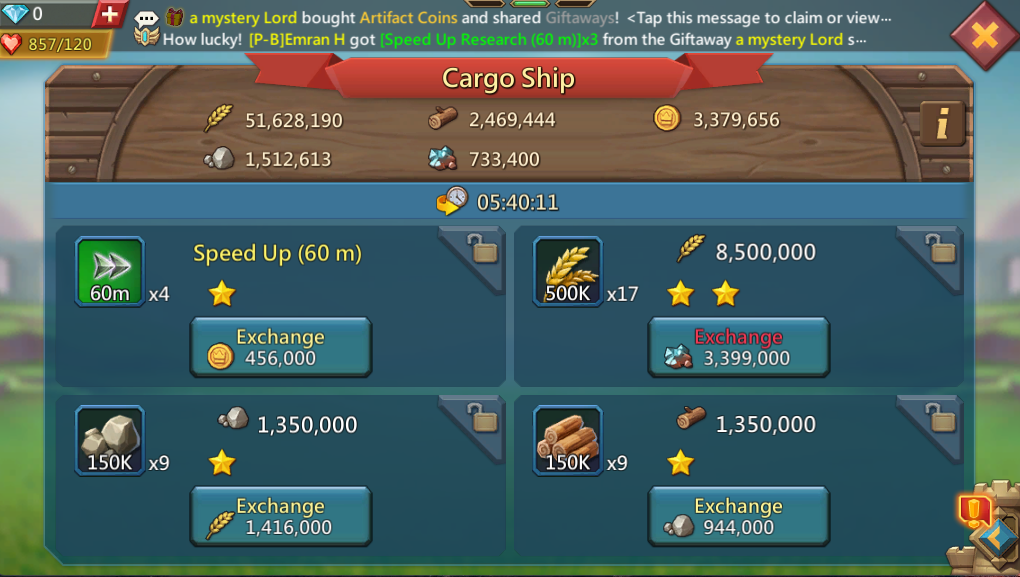 0
857/120
a mystery Lord bought Artifact Coins and shared Giftaways! <Tap this message to claim or view···
How lucky! [P-B]Emran H got [Speed Up Research (60 m)]x3 from the Giftaway a mystery Lord s···
Cargo Ship
51,628,190
2,469,444
3,379,656
i
1,512,613
733,400
05:40:11
Speed Up (60 m)
60m x4
Exchange
456,000
8,500,000
500K x17
Exchange
3,399,000
1,350,000
150K x9
Exchange
1,416,000
1,350,000
150K x9
Exchange
944,000